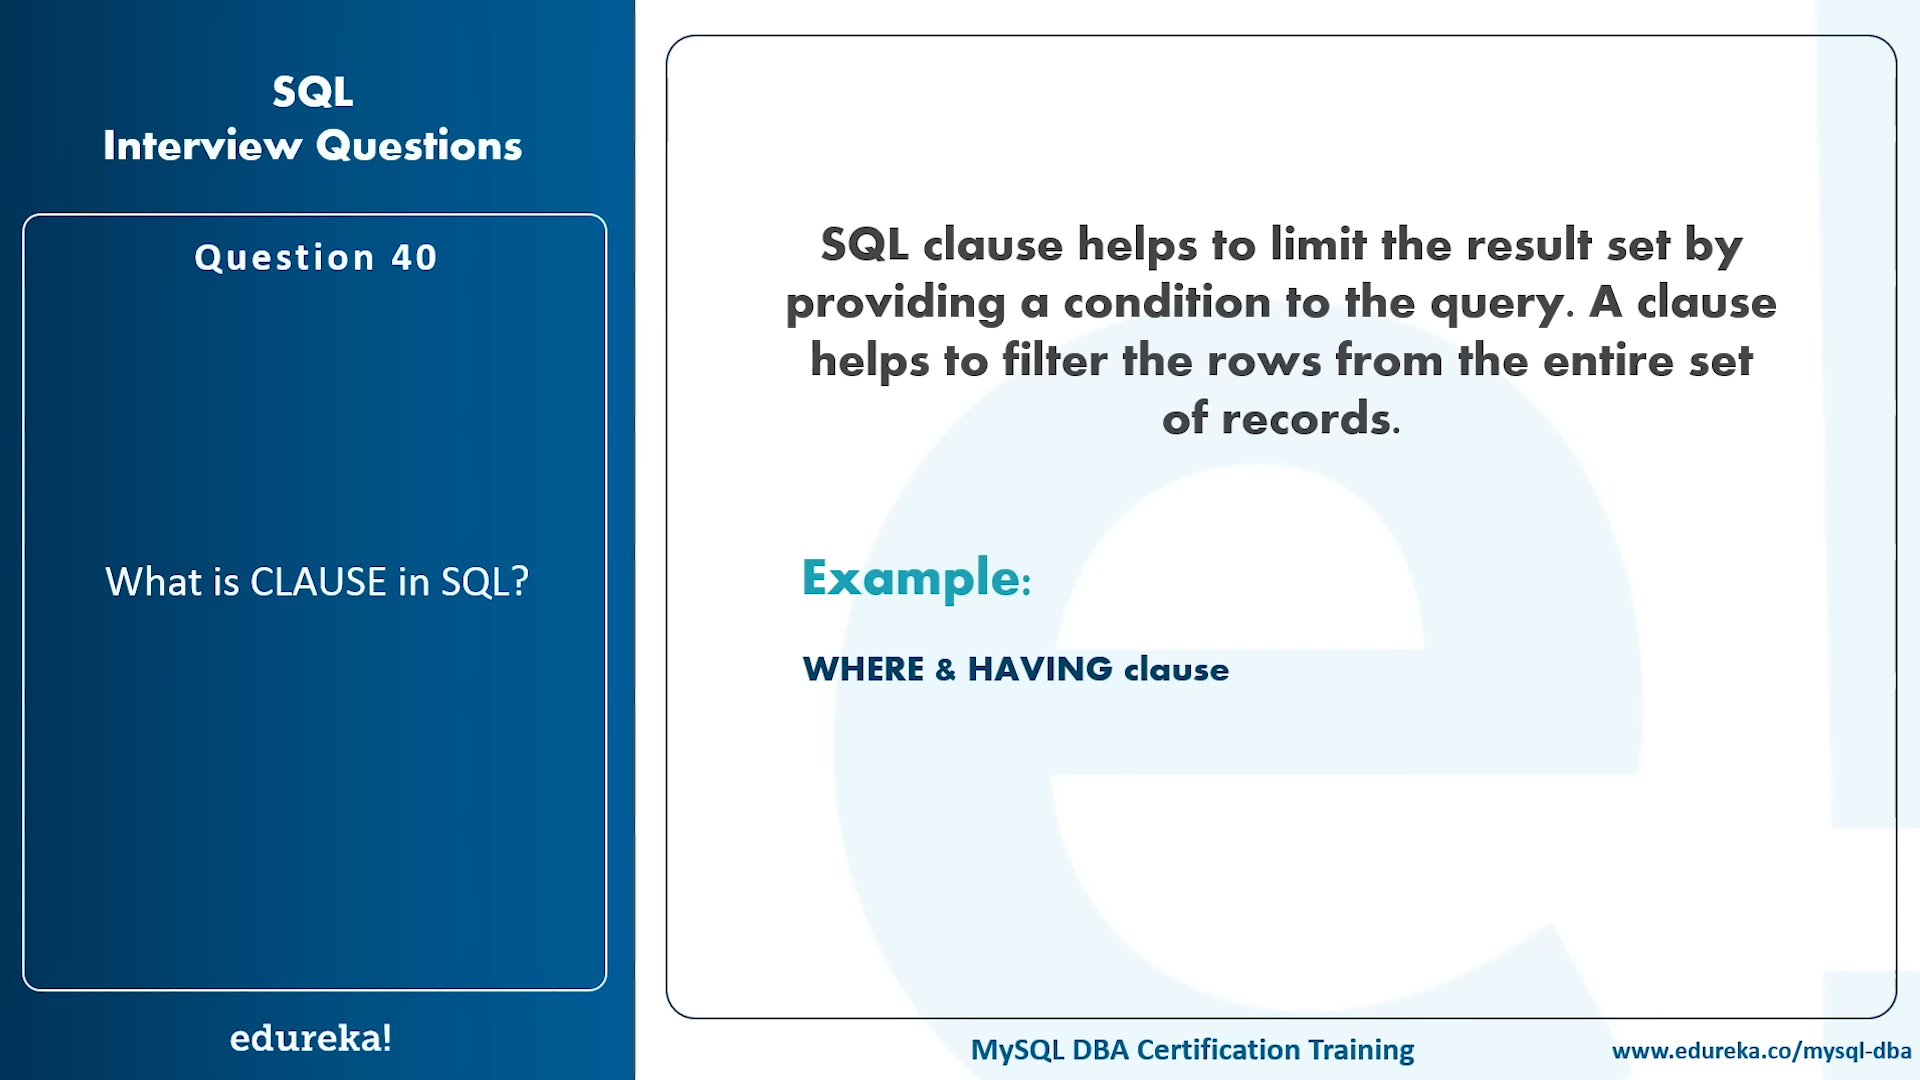 SQL
Interview Questions
Question 40
What is CLAUSE in SQL?
edureka!
SQL clause helps to limit the result set by
providing a condition to the query. A clause
helps to filter the rows from the entire set
of records.
Example:
WHERE & HAVING clause
MySQL DBA Certification Training
www.edureka.co/mysql-dba